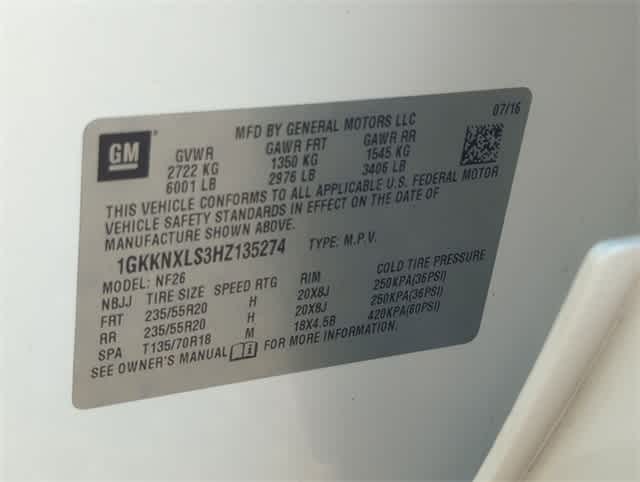 07/16
MFD BY GENERAL MOTORS LLC
GM GVWR GAWR FRT GAWR RR
2722 KG 1350 KG 1545 KG
6001 LB 2976 LB 3406 LB
THIS VEHICLE CONFORMS TO ALL APPLICABLE U.S. FEDERAL MOTOR
VEHICLE SAFETY STANDARDS IN EFFECT ON THE DATE OF
MANUFACTURE SHOWN ABOVE.
1GKKNXLS3HZ135274 TYPE: M.P.V.
MODEL: NF26
NBJJ TIRE SIZE SPEED RTG RIM COLD TIRE PRESSURE
FRT 235/55R20 H 20X8J 250KPA(36PSI)
RR 235/55R20 H 20X8J 250KPA(36PSI)
SPA T135/70R18 M 18X4.5B 420KPA(60PSI)
SEE OWNER'S MANUAL FOR MORE INFORMATION.